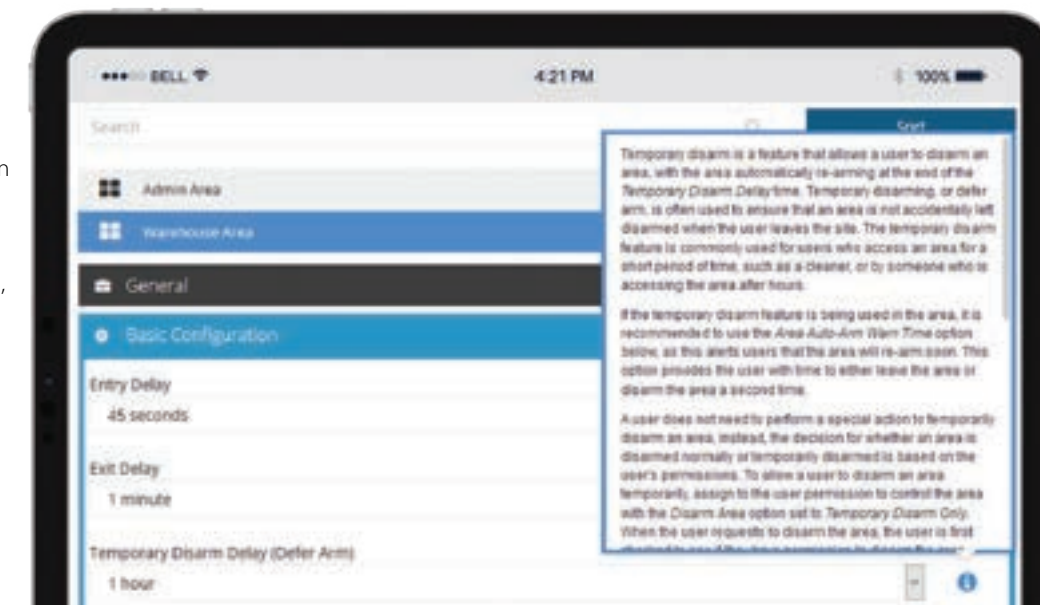 BELL 4:21 PM 100%
Search
Sort
Admin Area
Warehouse Area
General
Basic Configuration
Entry Delay
45 seconds
Exit Delay
1 minute
Temporary Disarm Delay (Defer Arm)
1 hour
Temporary disarm is a feature that allows a user to disarm an
area, with the area automatically re-arming at the end of the
Temporary Disarm Delay time. Temporary disarming, or defer
arm, is often used to ensure that an area is not accidentally left
disarmed when the user leaves the site. The temporary disarm
feature is commonly used for users who access an area for a
short period of time, such as a cleaner, or by someone who is
accessing the area after hours.
If the temporary disarm feature is being used in the area, it is
recommended to use the Area Auto-Arm Warn Time option
below, as this alerts users that the area will re-arm soon. This
option provides the user with time to either leave the area or
disarm the area a second time.
A user does not need to perform a special action to temporarily
disarm an area, instead, the decision for whether an area is
disarmed normally or temporarily disarmed is based on the
user's permissions. To allow a user to disarm an area
temporarily, assign to the user permission to control the area
with the Disarm Area option set to Temporary Disarm Only.
When the user requests to disarm the area, the user is first